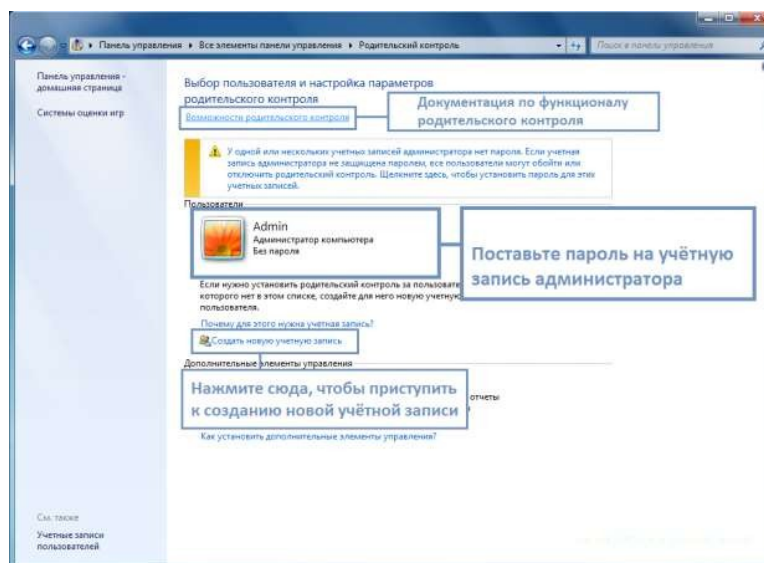 Панель управления ▸ Все элементы панели управления ▸ Родительский контроль
Поиск в панели управления
Панель управления -
домашняя страница
Системы оценки игр
Выбор пользователя и настройка параметров
родительского контроля
Возможности родительского контроля
Документация по функционалу
родительского контроля
У одной или нескольких учетных записей администратора нет пароля. Если учетная
запись администратора не защищена паролем, все пользователи могут обойти или
отключить родительский контроль. Щелкните здесь, чтобы установить пароль для этих
учетных записей.
Пользователи
Admin
Администратор компьютера
Без пароля
Поставьте пароль на учётную
запись администратора
Если нужно установить родительский контроль за пользовате
которого нет в этом списке, создайте для него новую учетную
пользователя.
Почему для этого нужна учетная запись?
Создать новую учетную запись
Дополнительные элементы управления
Нажмите сюда, чтобы приступить
к созданию новой учётной записи
отчеты
Как установить дополнительные элементы управления?
См. также
Учетные записи
пользователей